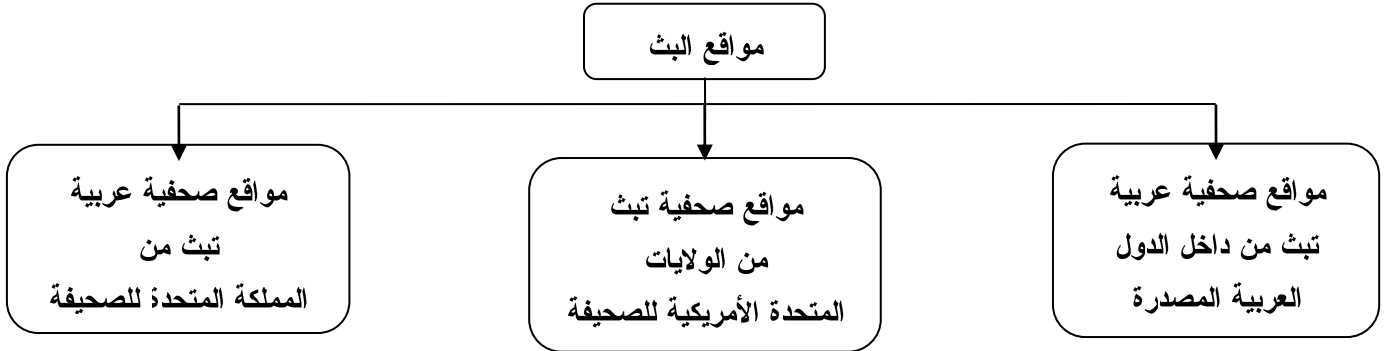 مواقع البث
مواقع صحفية عربية
تبث من داخل الدول
العربية المصدرة
مواقع صحفية تبث
من الولايات
المتحدة الأمريكية للصحيفة
مواقع صحفية عربية
تبث من
المملكة المتحدة للصحيفة